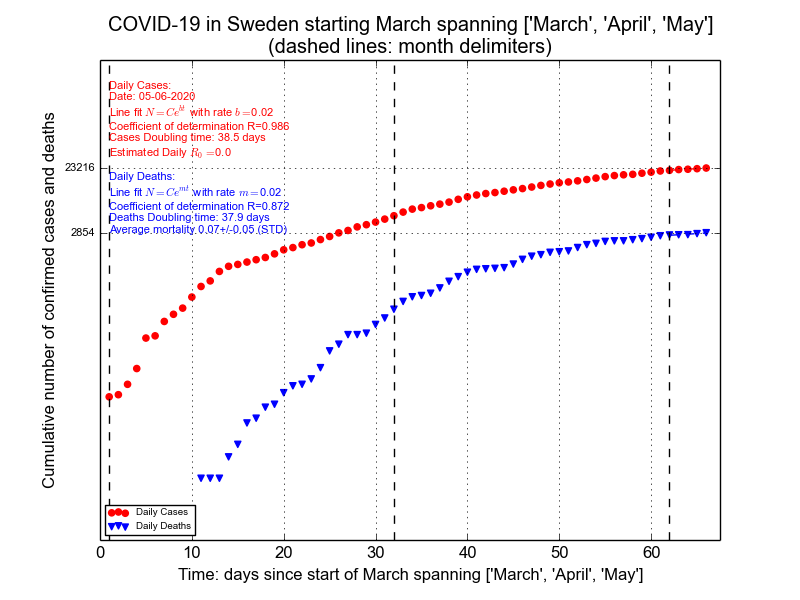 COVID-19 in Sweden starting March spanning ['March', 'April', 'May']
(dashed lines: month delimiters)
Cumulative number of confirmed cases and deaths
23216
2854
Daily Cases:
Date: 05-06-2020
Line fit N = Ce^{bt} with rate b = 0.02
Coefficient of determination R=0.986
Cases Doubling time: 38.5 days
Estimated Daily R_0 = 0.0
Daily Deaths:
Line fit N = Ce^{mt} with rate m = 0.02
Coefficient of determination R=0.872
Deaths Doubling time: 37.9 days
Average mortality 0.07+/-0.05 (STD)
Daily Cases
Daily Deaths
0 10 20 30 40 50 60
Time: days since start of March spanning ['March', 'April', 'May']